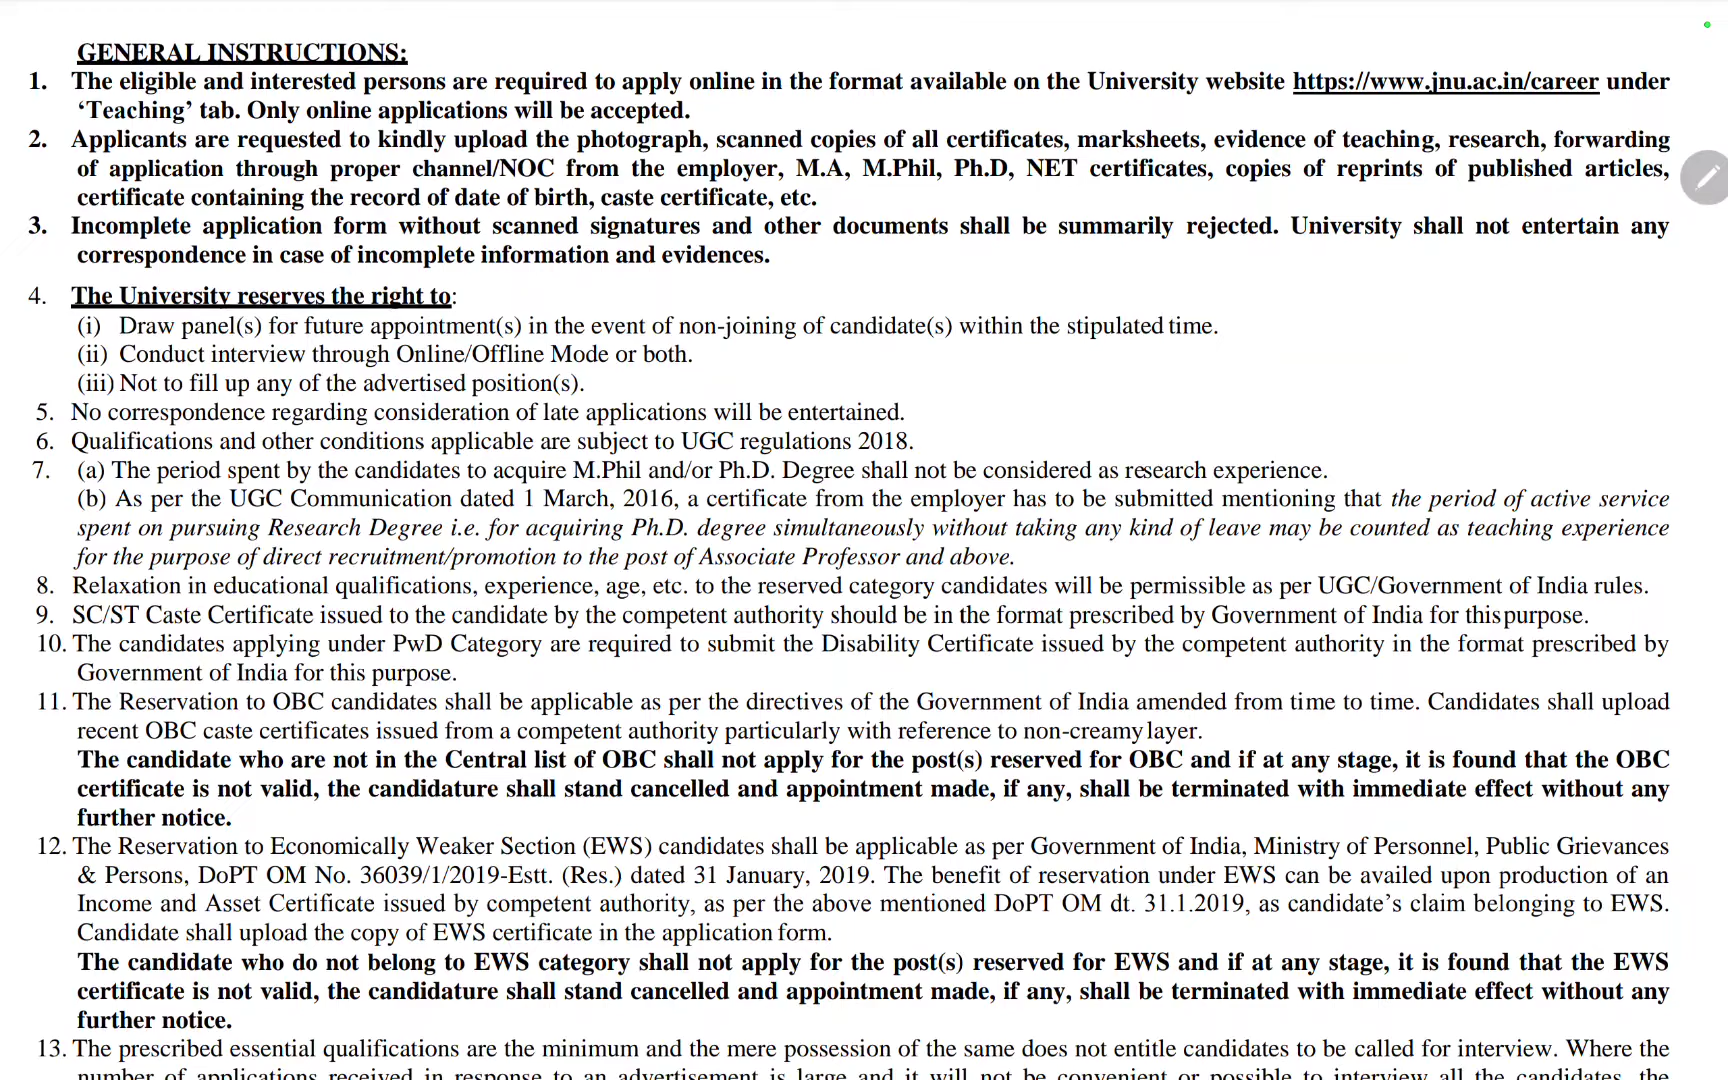 GENERAL INSTRUCTIONS:
1. The eligible and interested persons are required to apply online in the format available on the University website https://www.jnu.ac.in/career under
‘Teaching’ tab. Only online applications will be accepted.
2. Applicants are requested to kindly upload the photograph, scanned copies of all certificates, marksheets, evidence of teaching, research, forwarding
of application through proper channel/NOC from the employer, M.A, M.Phil, Ph.D, NET certificates, copies of reprints of published articles,
certificate containing the record of date of birth, caste certificate, etc.
3. Incomplete application form without scanned signatures and other documents shall be summarily rejected. University shall not entertain any
correspondence in case of incomplete information and evidences.
4. The University reserves the right to:
(i) Draw panel(s) for future appointment(s) in the event of non-joining of candidate(s) within the stipulated time.
(ii) Conduct interview through Online/Offline Mode or both.
(iii) Not to fill up any of the advertised position(s).
5. No correspondence regarding consideration of late applications will be entertained.
6. Qualifications and other conditions applicable are subject to UGC regulations 2018.
7. (a) The period spent by the candidates to acquire M.Phil and/or Ph.D. Degree shall not be considered as research experience.
(b) As per the UGC Communication dated 1 March, 2016, a certificate from the employer has to be submitted mentioning that the period of active service
spent on pursuing Research Degree i.e. for acquiring Ph.D. degree simultaneously without taking any kind of leave may be counted as teaching experience
for the purpose of direct recruitment/promotion to the post of Associate Professor and above.
8. Relaxation in educational qualifications, experience, age, etc. to the reserved category candidates will be permissible as per UGC/Government of India rules.
9. SC/ST Caste Certificate issued to the candidate by the competent authority should be in the format prescribed by Government of India for this purpose.
10. The candidates applying under PwD Category are required to submit the Disability Certificate issued by the competent authority in the format prescribed by
Government of India for this purpose.
11. The Reservation to OBC candidates shall be applicable as per the directives of the Government of India amended from time to time. Candidates shall upload
recent OBC caste certificates issued from a competent authority particularly with reference to non-creamy layer.
The candidate who are not in the Central list of OBC shall not apply for the post(s) reserved for OBC and if at any stage, it is found that the OBC
certificate is not valid, the candidature shall stand cancelled and appointment made, if any, shall be terminated with immediate effect without any
further notice.
12. The Reservation to Economically Weaker Section (EWS) candidates shall be applicable as per Government of India, Ministry of Personnel, Public Grievances
& Persons, DoPT OM No. 36039/1/2019-Estt. (Res.) dated 31 January, 2019. The benefit of reservation under EWS can be availed upon production of an
Income and Asset Certificate issued by competent authority, as per the above mentioned DoPT OM dt. 31.1.2019, as candidate’s claim belonging to EWS.
Candidate shall upload the copy of EWS certificate in the application form.
The candidate who do not belong to EWS category shall not apply for the post(s) reserved for EWS and if at any stage, it is found that the EWS
certificate is not valid, the candidature shall stand cancelled and appointment made, if any, shall be terminated with immediate effect without any
further notice.
13. The prescribed essential qualifications are the minimum and the mere possession of the same does not entitle candidates to be called for interview. Where the
number of applications received in response to an advertisement is large and it will not be convenient or possible to interview all the candidates, the